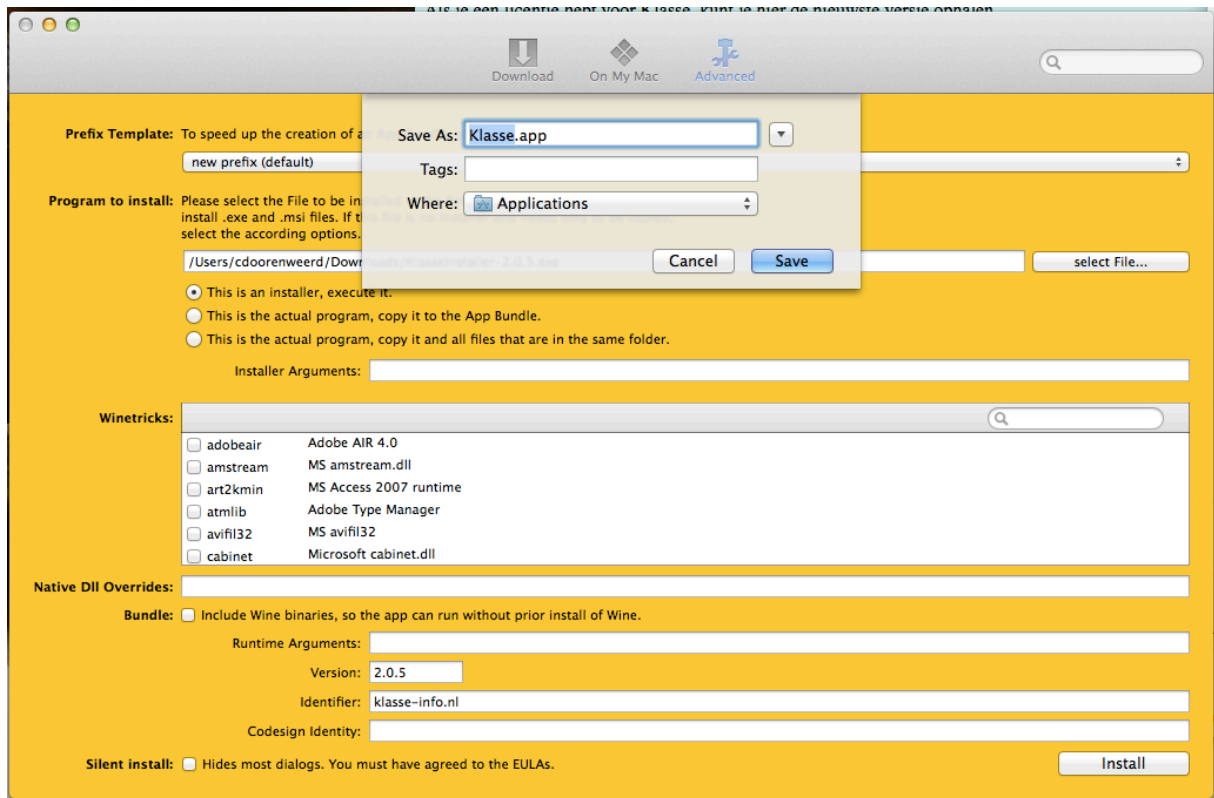 Als je een licentie hebt voor Klasse, kunt je hier de nieuwste versie ophalen
Download
On My Mac
Advanced
Save As: Klasse.app
Tags:
Where: Applications
Cancel
Save
Prefix Template: To speed up the creation of a
new prefix (default)
Program to install: Please select the File to be in
install .exe and .msi files. If t
select the according options.
/Users/cdoorenweerd/Downloads/KlasseInstaller-2.0.5.exe
select File...
This is an installer, execute it.
This is the actual program, copy it to the App Bundle.
This is the actual program, copy it and all files that are in the same folder.
Installer Arguments:
Winetricks:
adobeair Adobe AIR 4.0
amstream MS amstream.dll
art2kmin MS Access 2007 runtime
atmlib Adobe Type Manager
avifil32 MS avifil32
cabinet Microsoft cabinet.dll
Native Dll Overrides:
Bundle: Include Wine binaries, so the app can run without prior install of Wine.
Runtime Arguments:
Version: 2.0.5
Identifier: klasse-info.nl
Codesign Identity:
Silent install: Hides most dialogs. You must have agreed to the EULAs.
Install